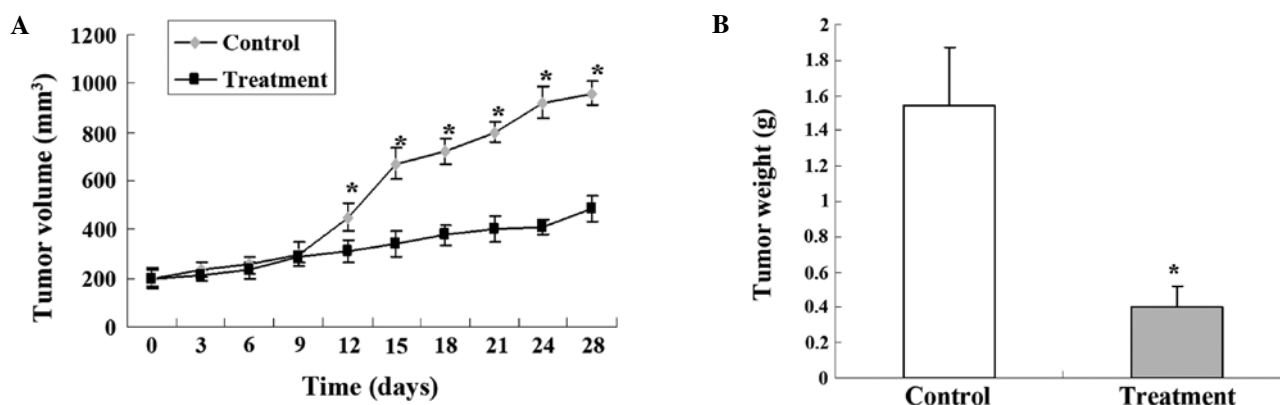 A
Tumor volume (mm³)
1200
1000
800
600
400
200
0
Control
Treatment
*
*
*
*
*
*
0 3 6 9 12 15 18 21 24 28
Time (days)
B
Tumor weight (g)
2
1.8
1.6
1.4
1.2
1
0.8
0.6
0.4
0.2
0
*
Control Treatment